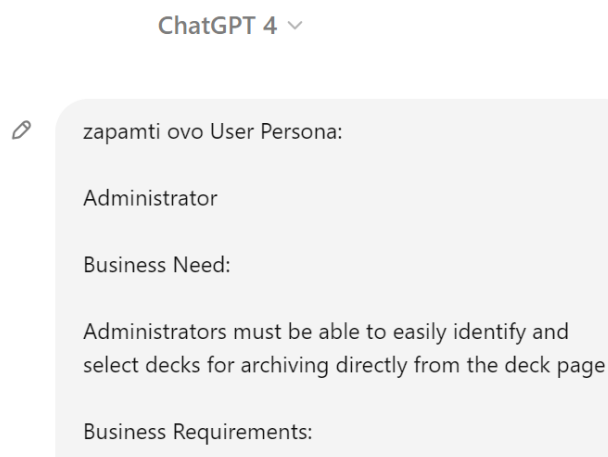 ChatGPT 4
zapamti ovo User Persona:
Administrator
Business Need:
Administrators must be able to easily identify and
select decks for archiving directly from the deck page
Business Requirements: